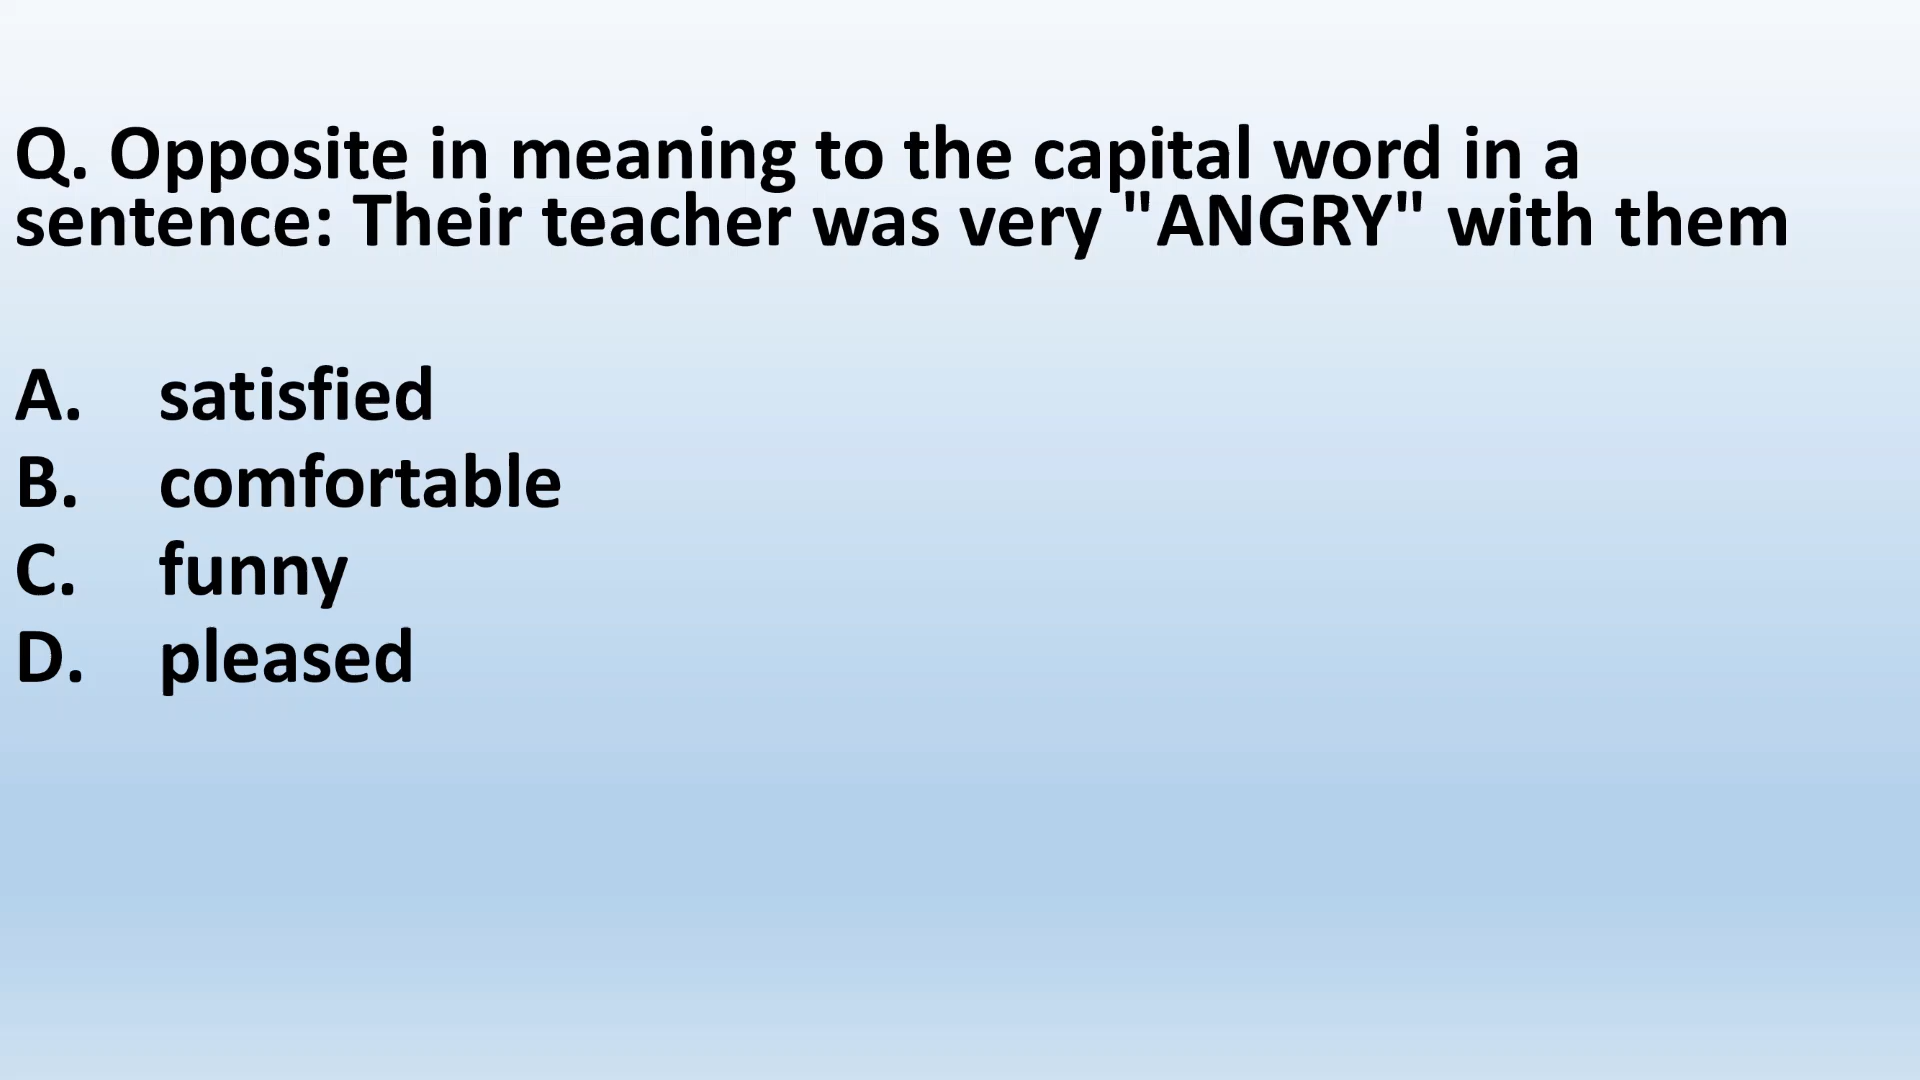 Q. Opposite in meaning to the capital word in a
sentence: Their teacher was very "ANGRY" with them
A. satisfied
B. comfortable
C. funny
D. pleased